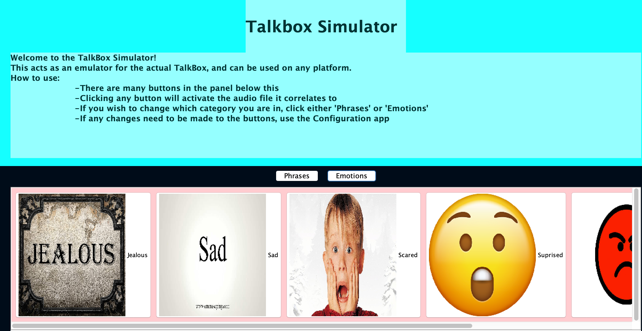 Talkbox Simulator
Welcome to the TalkBox Simulator!
This acts as an emulator for the actual TalkBox, and can be used on any platform.
How to use:
-There are many buttons in the panel below this
-Clicking any button will activate the audio file it correlates to
-If you wish to change which category you are in, click either 'Phrases' or 'Emotions'
-If any changes need to be made to the buttons, use the Configuration app
Phrases Emotions
JEALOUS Jealous Sad Sad Scared Suprised